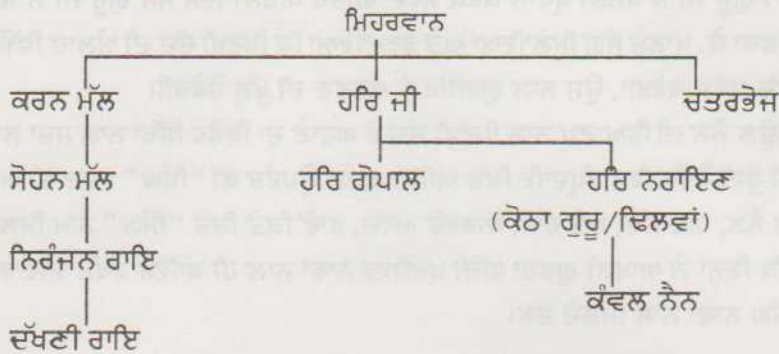 ਮਿਹਰਵਾਨ
ਕਰਨ ਮੱਲ ਹਰਿ ਜੀ ਚਤਰਭੋਜ
ਸੋਹਨ ਮੱਲ ਹਰਿ ਗੋਪਾਲ ਹਰਿ ਨਰਾਇਣ
(ਕੋਠਾ ਗੁਰੂ/ਢਿਲਵਾਂ)
ਨਿਰੰਜਨ ਰਾਇ
ਕੰਵਲ ਨੈਨ
ਦੱਖਣੀ ਰਾਇ